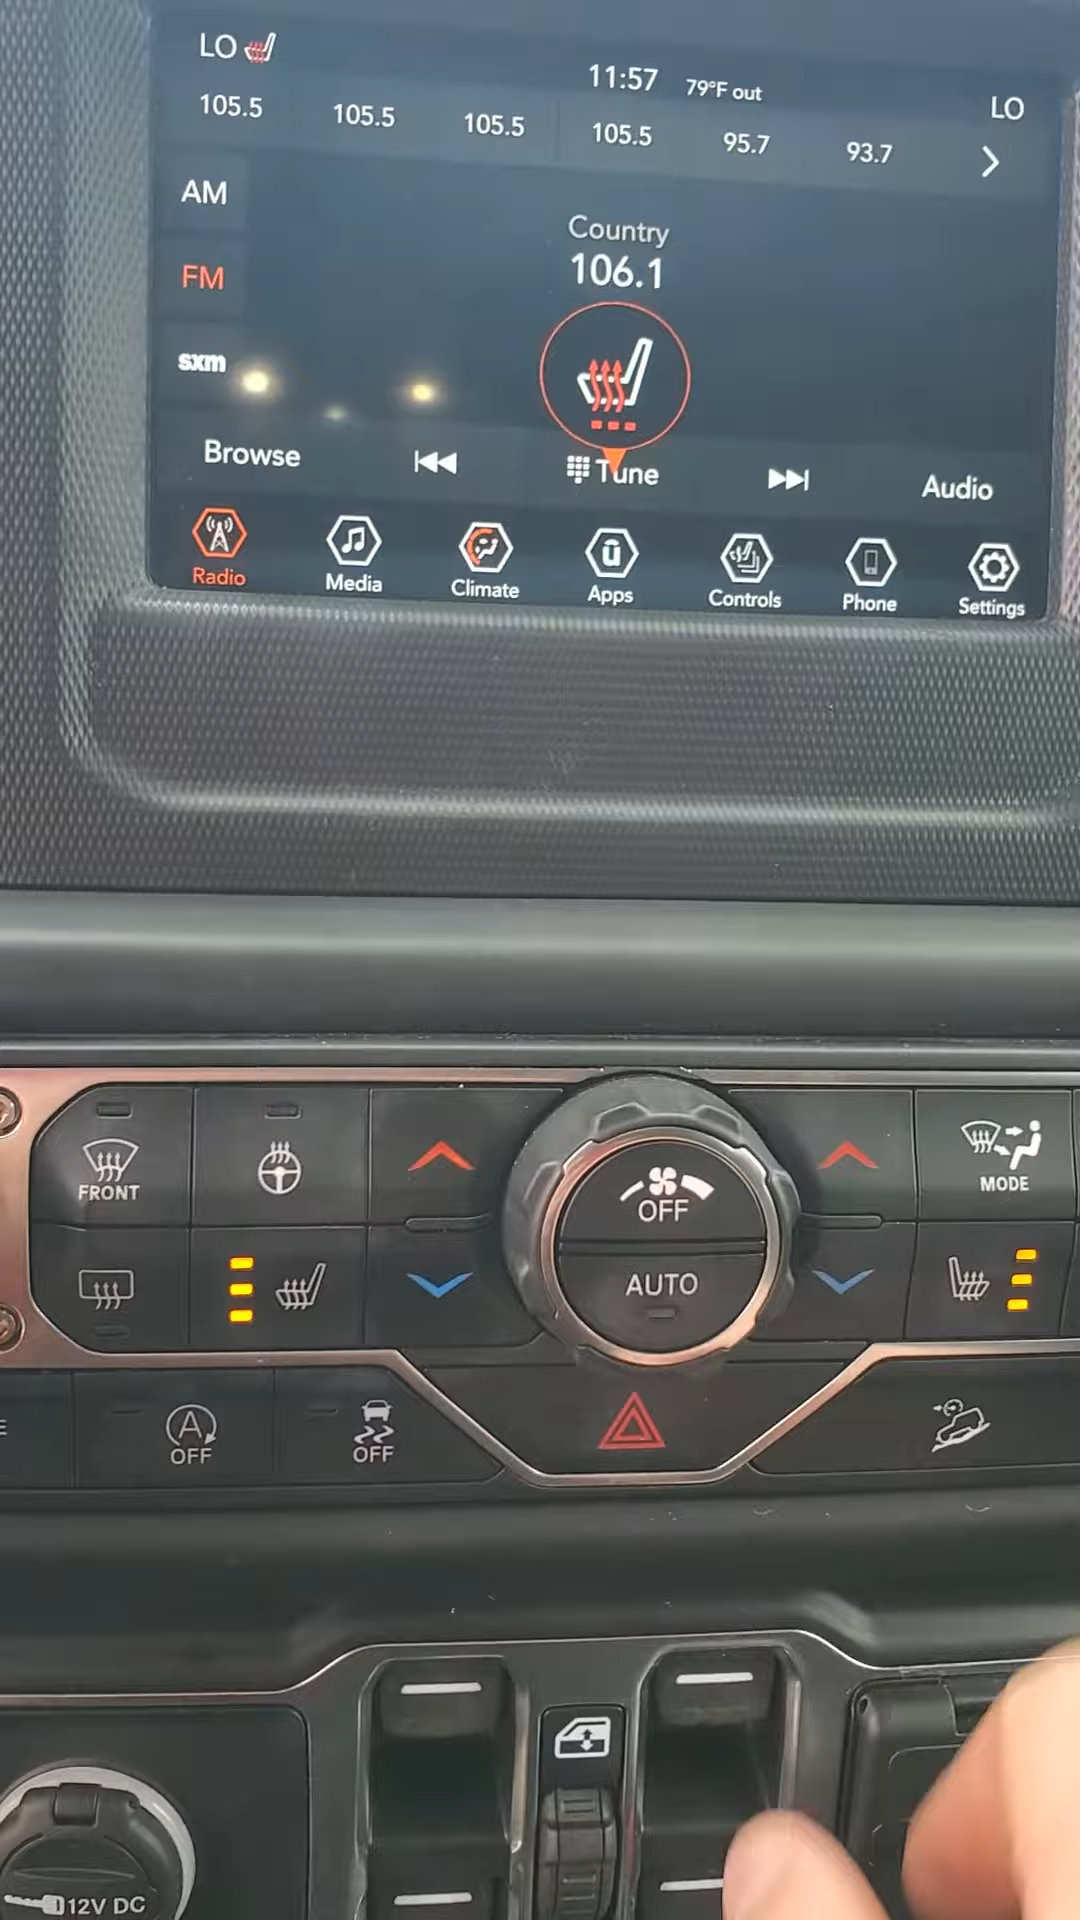 LO
11:57 79°F out
LO
105.5 105.5 105.5 105.5 95.7 93.7
AM
FM
sxm
Country
106.1
Browse
Tune
Audio
Radio Media Climate Apps Controls Phone Settings
FRONT
OFF
MODE
AUTO
E
A
OFF
OFF
12V DC